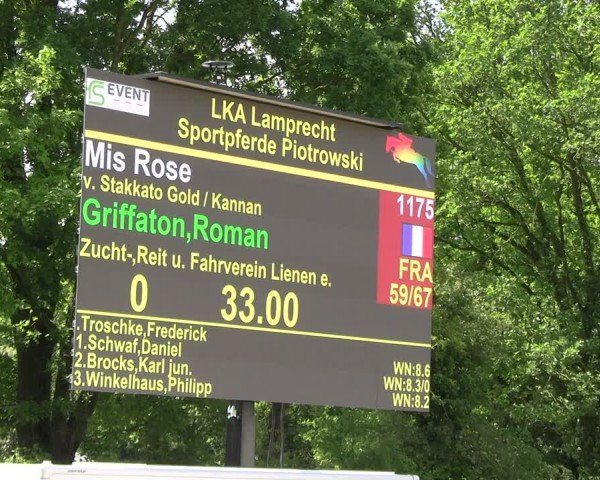 EVENT
LKA Lamprecht
Sportpferde Piotrowski
Mis Rose
1175
v. Stakkato Gold / Kannan
Griffaton,Roman
Zucht-,Reit u. Fahrverein Lienen e.
FRA
0 33.00
59/67
.Troschke,Frederick WN:8.6
1.Schwaf,Daniel WN:8.3/0
2.Brocks,Karl jun. WN:8.2
3.Winkelhaus,Philipp